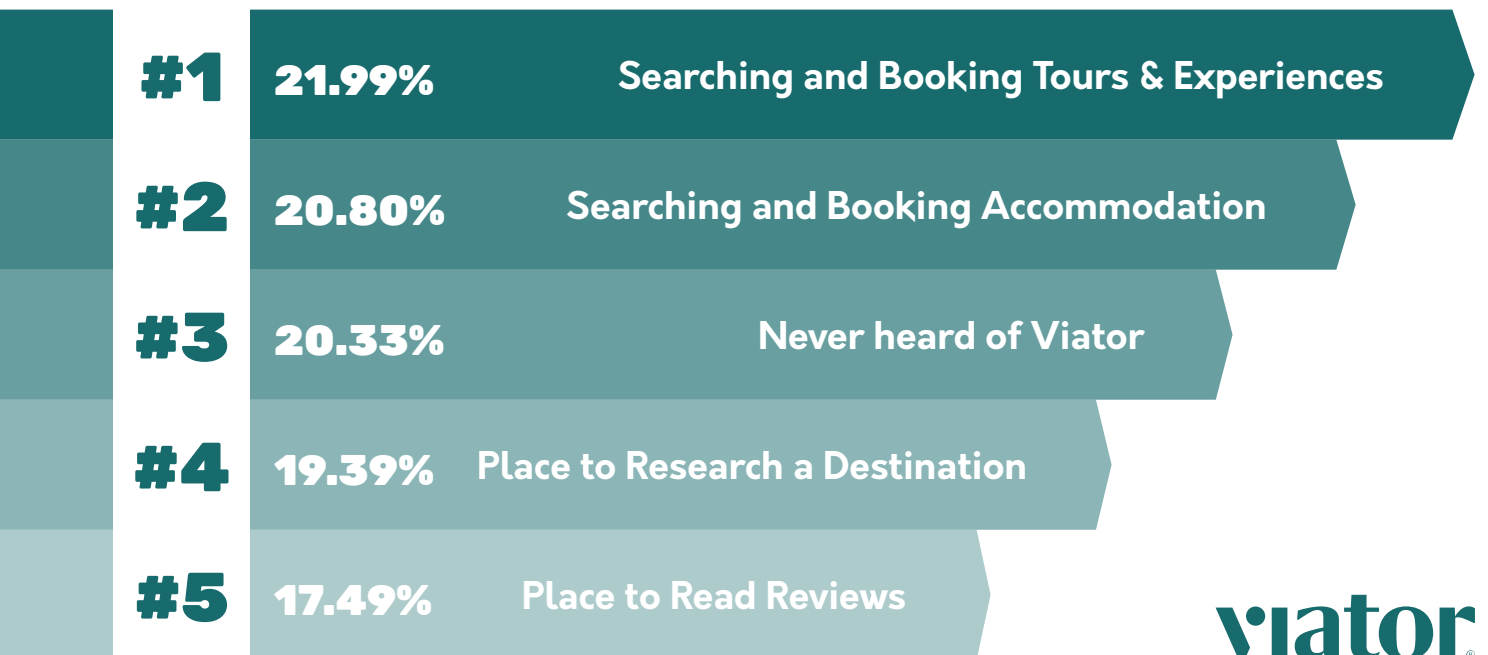 #1 21.99% Searching and Booking Tours & Experiences
#2 20.80% Searching and Booking Accommodation
#3 20.33% Never heard of Viator
#4 19.39% Place to Research a Destination
#5 17.49% Place to Read Reviews
viator®